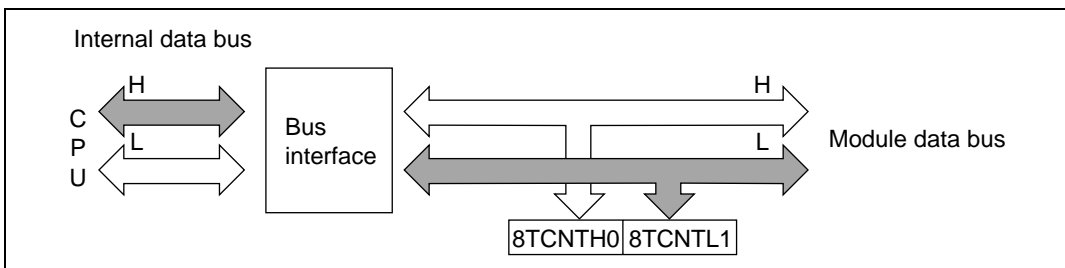 Internal data bus
H
H
C
P
U
L
Bus
interface
L
Module data bus
8TCNTH0
8TCNTL1